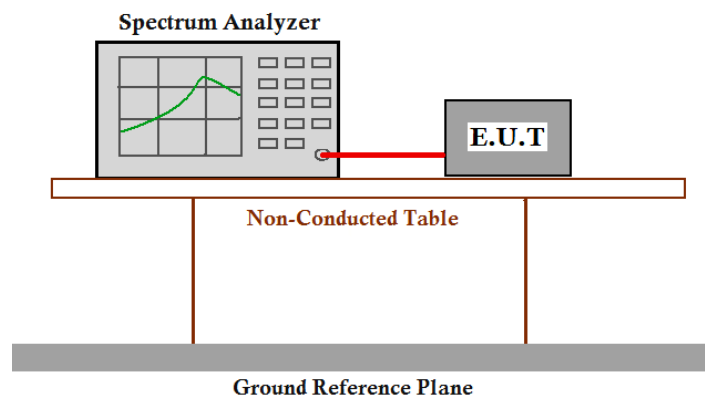 Spectrum Analyzer
E.U.T
Non-Conducted Table
Ground Reference Plane